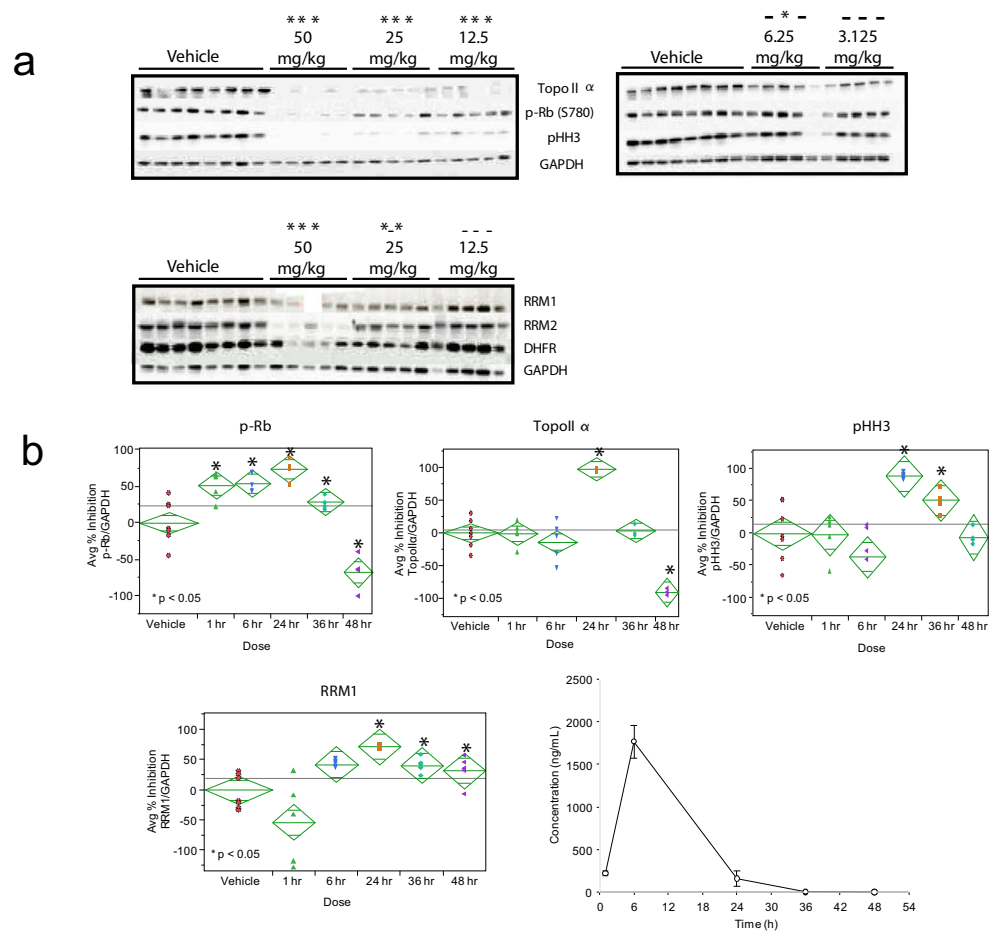 a
* * *
* * *
* * *
Vehicle
50
mg/kg
25
mg/kg
12.5
mg/kg
- * -
- - -
Vehicle
6.25
mg/kg
3.125
mg/kg
Topo II α
p-Rb (S780)
pHH3
GAPDH
* * *
*-*
- - -
Vehicle
50
mg/kg
25
mg/kg
12.5
mg/kg
RRM1
RRM2
DHFR
GAPDH
b
p-Rb
Avg % Inhibition
p-Rb/GAPDH
100
50
0
-50
-100
*
*
*
*
*
* p < 0.05
Vehicle 1 hr 6 hr 24 hr 36 hr 48 hr
Dose
TopoII α
Avg % Inhibition
TopoIIα/GAPDH
100
50
0
-50
-100
*
*
* p < 0.05
Vehicle 1 hr 6 hr 24 hr 36 hr 48 hr
Dose
pHH3
Avg % Inhibition
pHH3/GAPDH
100
50
0
-50
-100
*
*
* p < 0.05
Vehicle 1 hr 6 hr 24 hr 36 hr 48 hr
Dose
RRM1
Avg % Inhibition
RRM1/GAPDH
100
50
0
-50
-100
*
*
*
* p < 0.05
Vehicle 1 hr 6 hr 24 hr 36 hr 48 hr
Dose
Concentration (ng/mL)
2500
2000
1500
1000
500
0
0 6 12 18 24 30 36 42 48 54
Time (h)